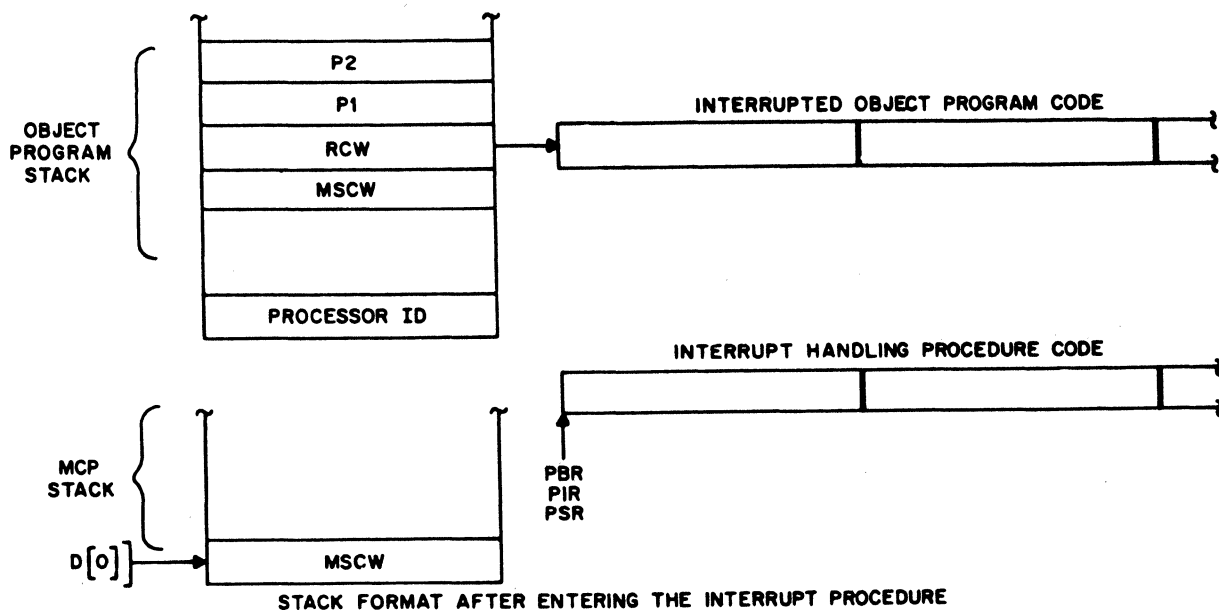 P2
P1
RCW
MSCW
PROCESSOR ID
OBJECT
PROGRAM
STACK
INTERRUPTED OBJECT PROGRAM CODE
INTERRUPT HANDLING PROCEDURE CODE
PBR
PIR
PSR
MCP
STACK
D[0]
MSCW
STACK FORMAT AFTER ENTERING THE INTERRUPT PROCEDURE